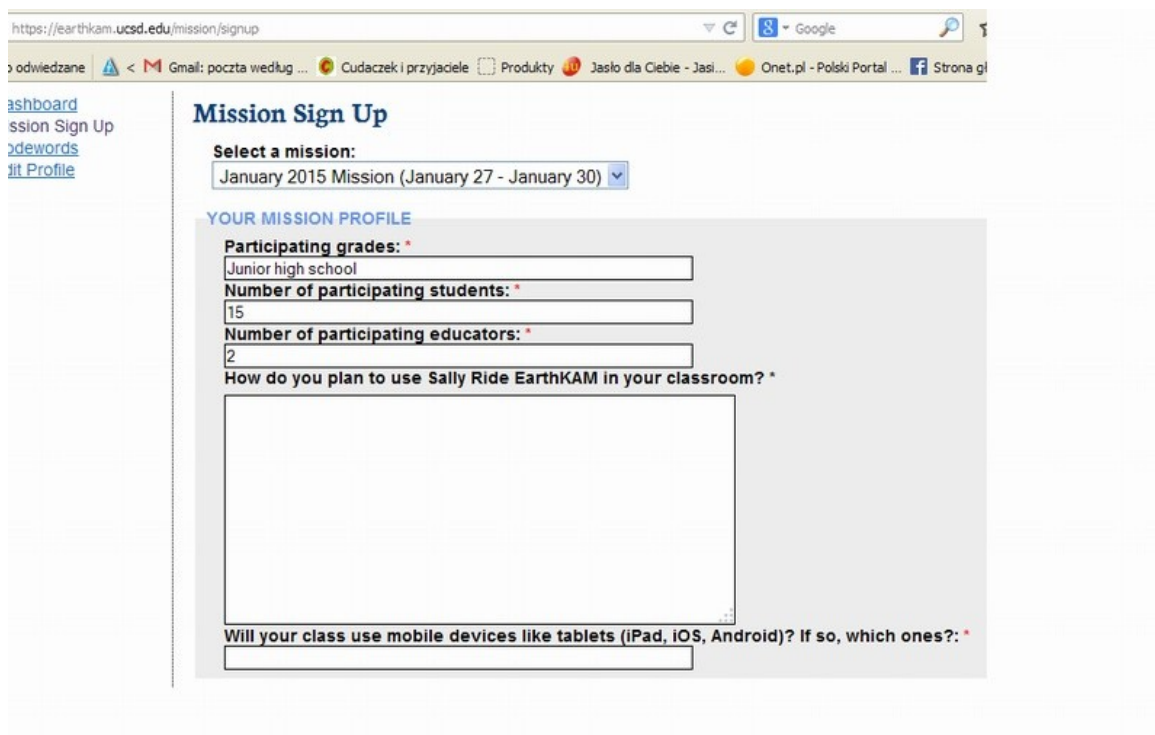 https://earthkam.ucsd.edu/mission/signup Google
odwiedzane < Gmail: poczta według ... Cudaczek i przyjaciele Produkty Jasło dla Ciebie - Jasi... Onet.pl - Polski Portal ... Strona gł
ashboard
ssion Sign Up
odewords
dit Profile
Mission Sign Up
Select a mission:
January 2015 Mission (January 27 - January 30)
YOUR MISSION PROFILE
Participating grades: *
Junior high school
Number of participating students: *
15
Number of participating educators: *
2
How do you plan to use Sally Ride EarthKAM in your classroom? *
Will your class use mobile devices like tablets (iPad, iOS, Android)? If so, which ones?: *